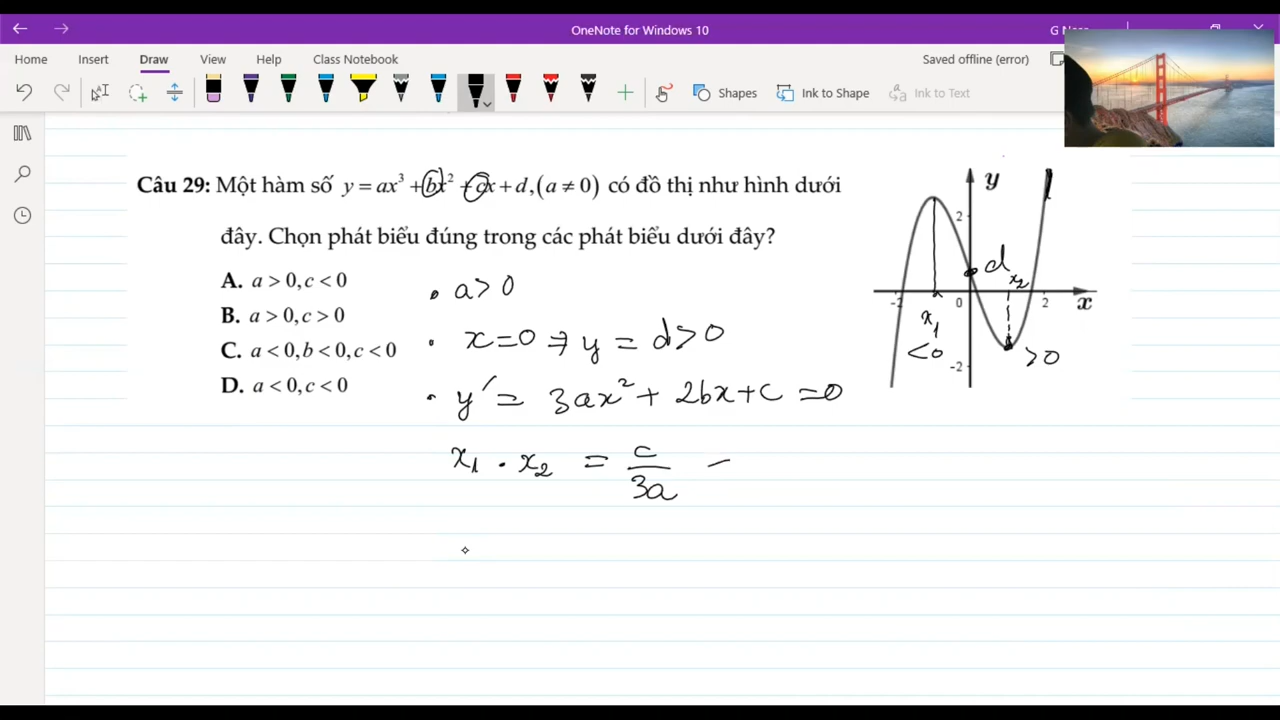 OneNote for Windows 10
Home Insert Draw View Help Class Notebook
Saved offline (error)
Shapes Ink to Shape Ink to Text
Câu 29: Một hàm số y = ax³ + bx² + cx + d, (a ≠ 0) có đồ thị như hình dưới
đây. Chọn phát biểu đúng trong các phát biểu dưới đây?
A. a > 0, c < 0
B. a > 0, c > 0
C. a < 0, b < 0, c < 0
D. a < 0, c < 0
• a > 0
• x = 0 ⇒ y = d > 0
• y′ = 3ax² + 2bx + c = 0
x₁ . x₂ = c/3a –
y
2
d
x₂
-2 0 2 x
x₁
< 0 > 0
-2